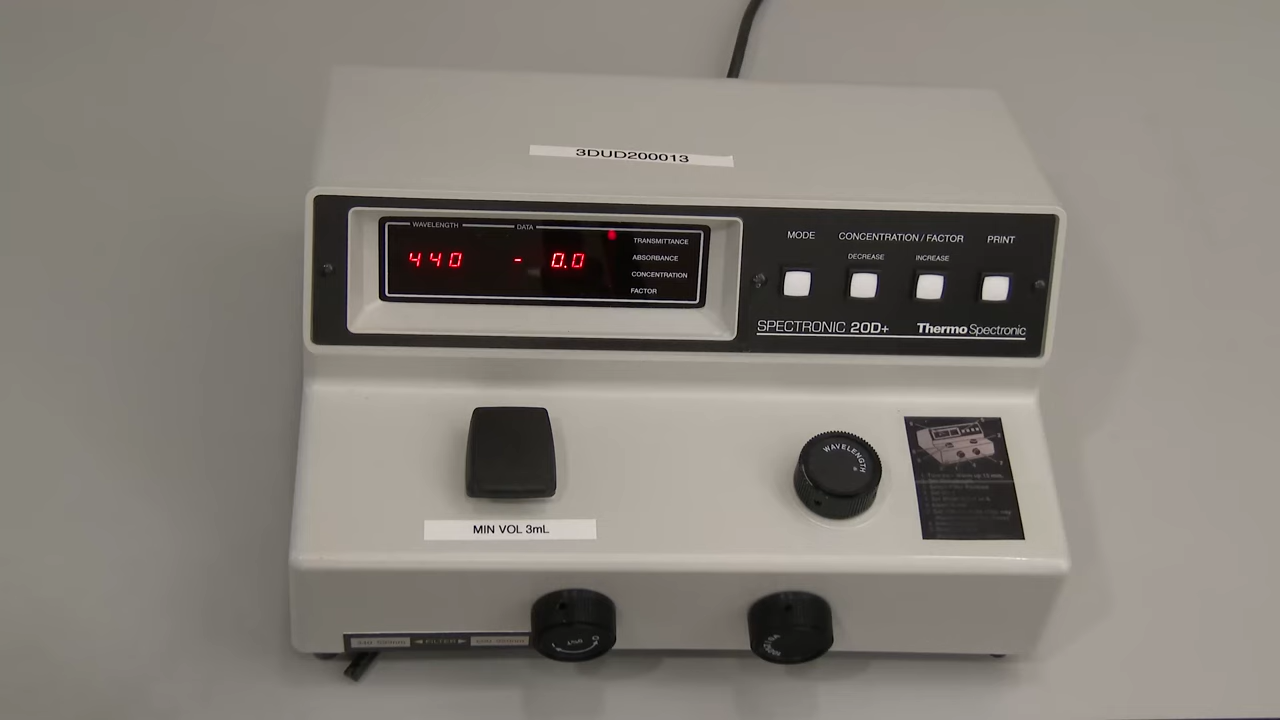 3DUD200013
WAVELENGTH DATA
440 - 0.0
TRANSMITTANCE
ABSORBANCE
CONCENTRATION
FACTOR
MODE CONCENTRATION / FACTOR PRINT
DECREASE INCREASE
SPECTRONIC 20D+ Thermo Spectronic
WAVELENGTH
MIN VOL 3mL
FILTER